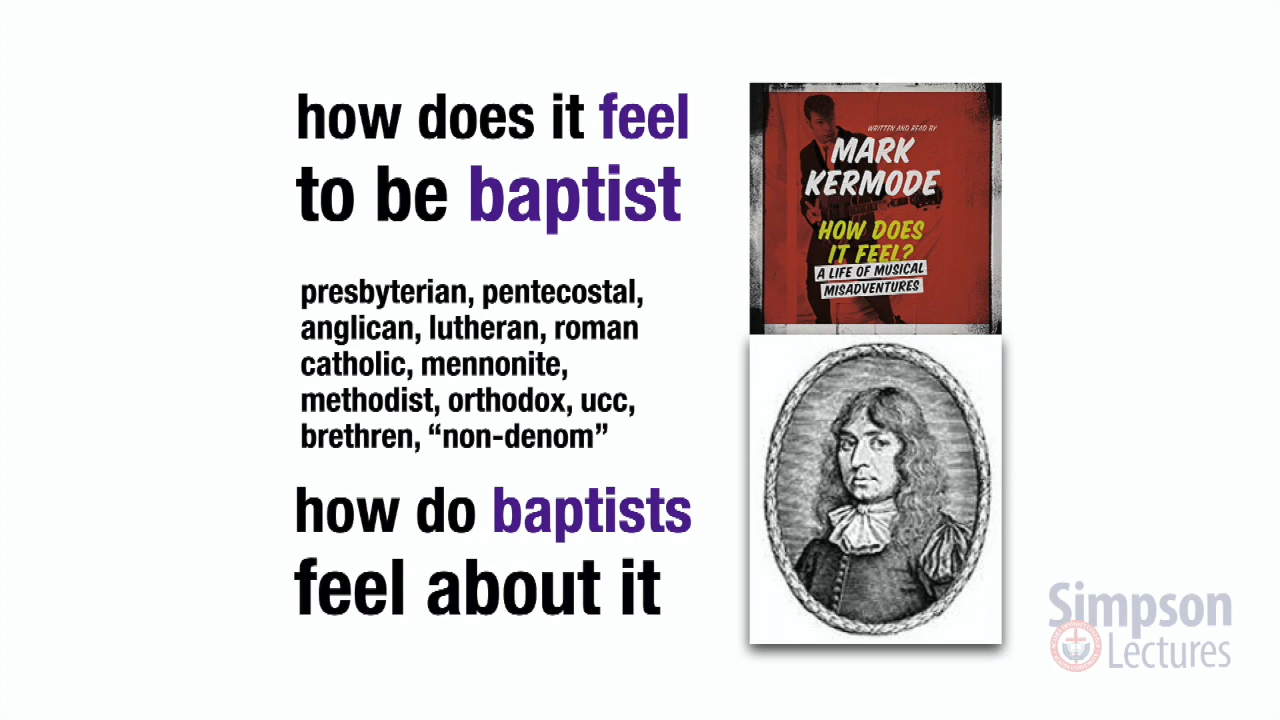 how does it feel
to be baptist
presbyterian, pentecostal,
anglican, lutheran, roman
catholic, mennonite,
methodist, orthodox, ucc,
brethren, “non-denom”
how do baptists
feel about it
WRITTEN AND READ BY
MARK
KERMODE
HOW DOES
IT FEEL?
A LIFE OF MUSICAL
MISADVENTURES
Simpson
Lectures